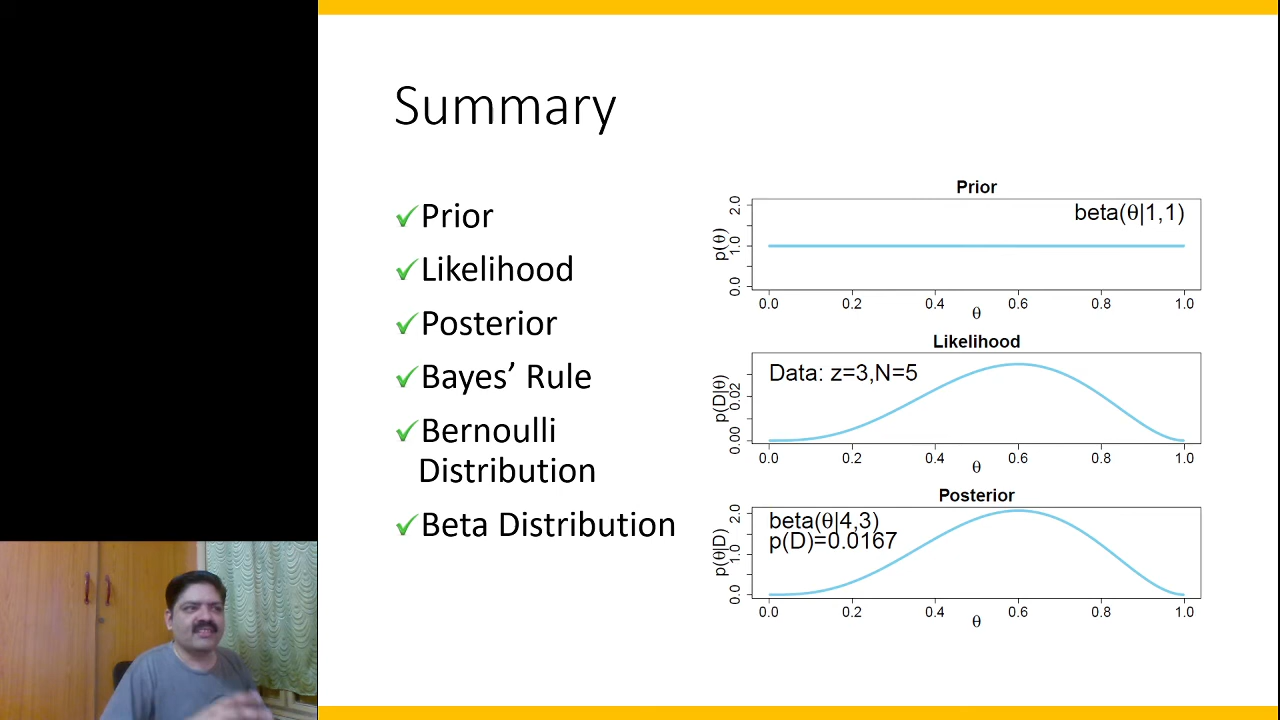 Summary
✓Prior
✓Likelihood
✓Posterior
✓Bayes’ Rule
✓Bernoulli
Distribution
✓Beta Distribution
Prior
beta(θ|1,1)
p(θ)
0.0 1.0 2.0
0.0 0.2 0.4 0.6 0.8 1.0
θ
Likelihood
Data: z=3,N=5
p(D|θ)
0.00 0.02
0.0 0.2 0.4 0.6 0.8 1.0
θ
Posterior
beta(θ|4,3)
p(D)=0.0167
p(θ|D)
0.0 1.0 2.0
0.0 0.2 0.4 0.6 0.8 1.0
θ